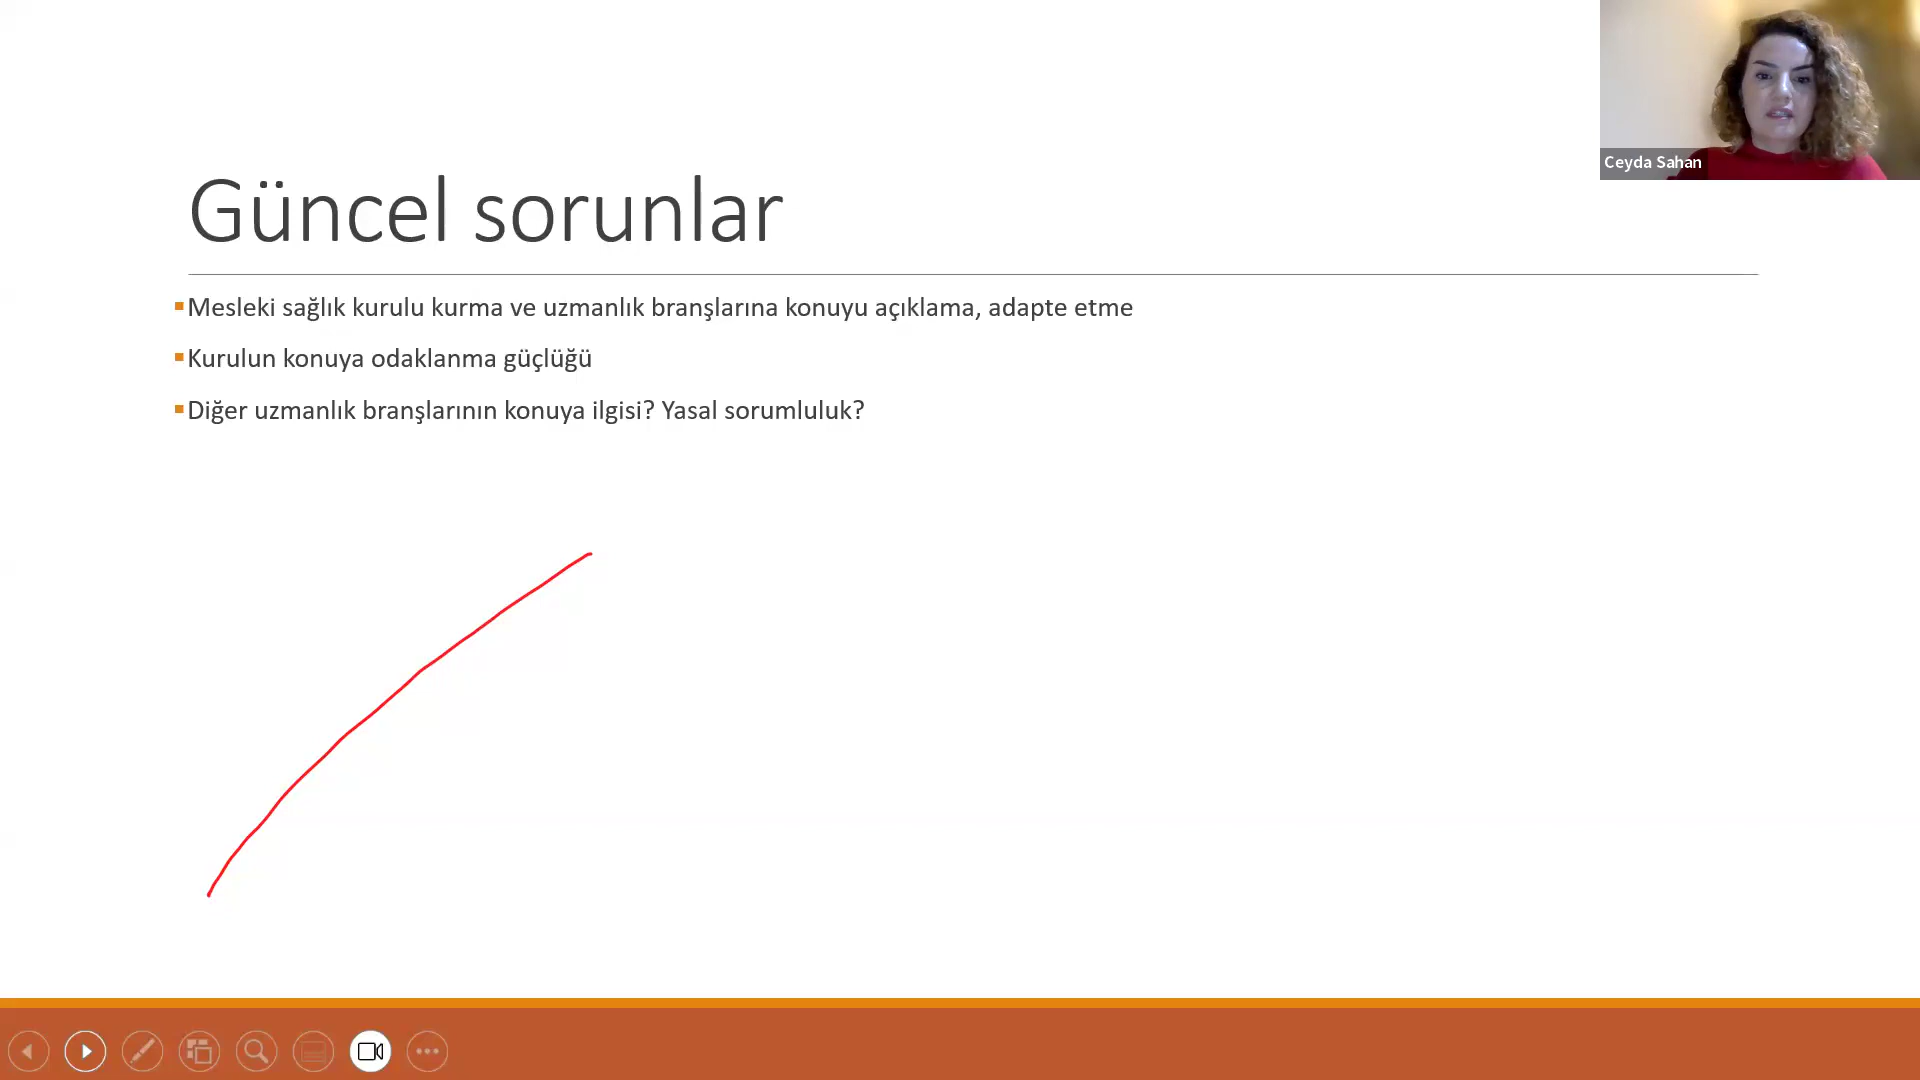 Ceyda Sahan
Güncel sorunlar
Mesleki sağlık kurulu kurma ve uzmanlık branşlarına konuyu açıklama, adapte etme
Kurulun konuya odaklanma güçlüğü
Diğer uzmanlık branşlarının konuya ilgisi? Yasal sorumluluk?